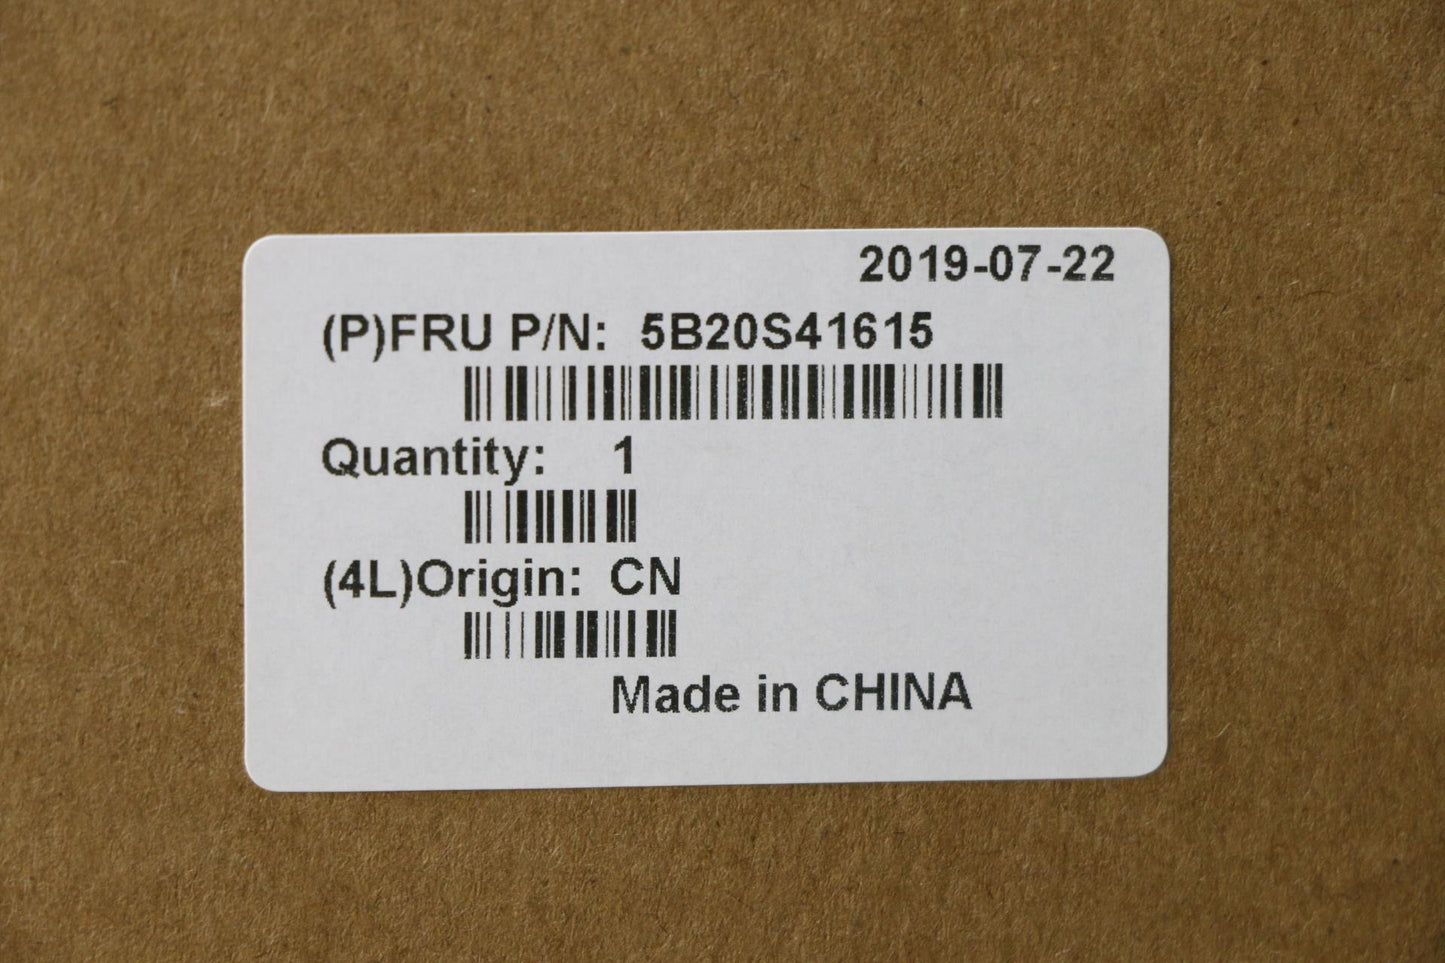 2019-07-22
(P)FRU P/N: 5B20S41615
Quantity: 1
(4L)Origin: CN
Made in CHINA